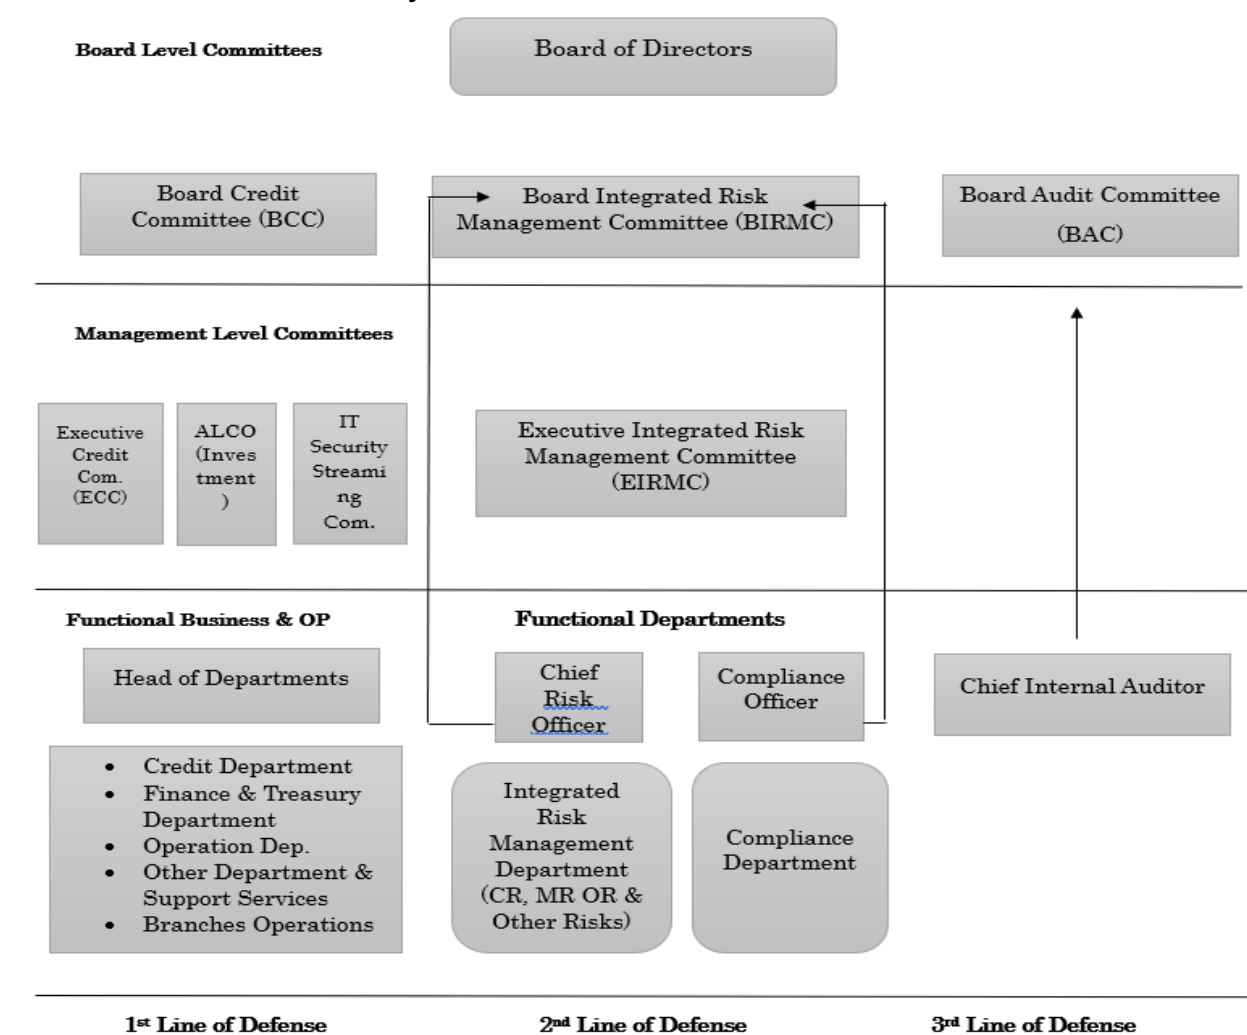 Board Level Committees
Board of Directors
Board Credit
Committee (BCC)
Board Integrated Risk
Management Committee (BIRMC)
Board Audit Committee
(BAC)
Management Level Committees
Executive
Credit
Com.
(ECC)
ALCO
(Inves
tment
)
IT
Security
Streami
ng
Com.
Executive Integrated Risk
Management Committee
(EIRMC)
Functional Business & OP
Functional Departments
Head of Departments
Chief
Risk
Officer
Compliance
Officer
Chief Internal Auditor
• Credit Department
• Finance & Treasury
Department
• Operation Dep.
• Other Department &
Support Services
• Branches Operations
Integrated
Risk
Management
Department
(CR, MR OR &
Other Risks)
Compliance
Department
1st Line of Defense
2nd Line of Defense
3rd Line of Defense